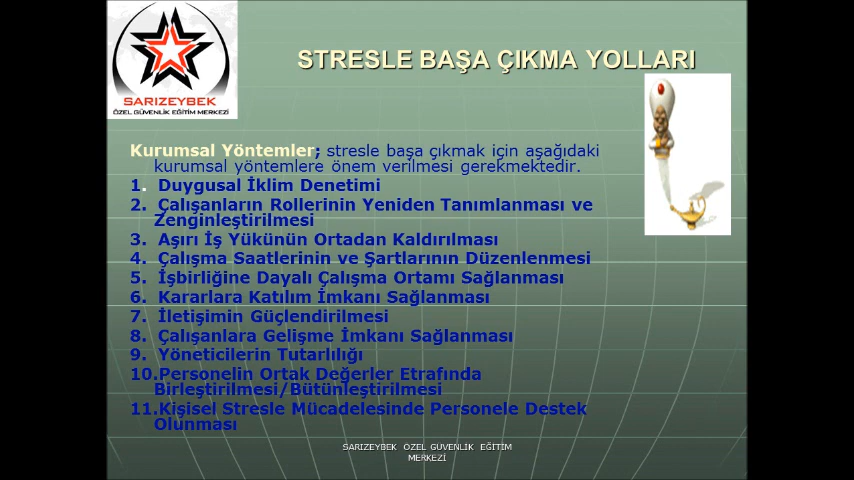 SARIZEYBEK
ÖZEL GÜVENLİK EĞİTİM MERKEZİ
STRESLE BAŞA ÇIKMA YOLLARI
Kurumsal Yöntemler; stresle başa çıkmak için aşağıdaki
kurumsal yöntemlere önem verilmesi gerekmektedir.
1. Duygusal İklim Denetimi
2. Çalışanların Rollerinin Yeniden Tanımlanması ve
Zenginleştirilmesi
3. Aşırı İş Yükünün Ortadan Kaldırılması
4. Çalışma Saatlerinin ve Şartlarının Düzenlenmesi
5. İşbirliğine Dayalı Çalışma Ortamı Sağlanması
6. Kararlara Katılım İmkanı Sağlanması
7. İletişimin Güçlendirilmesi
8. Çalışanlara Gelişme İmkanı Sağlanması
9. Yöneticilerin Tutarlılığı
10.Personelin Ortak Değerler Etrafında
Birleştirilmesi/Bütünleştirilmesi
11.Kişisel Stresle Mücadelesinde Personele Destek
Olunması
SARIZEYBEK ÖZEL GÜVENLİK EĞİTİM
MERKEZİ